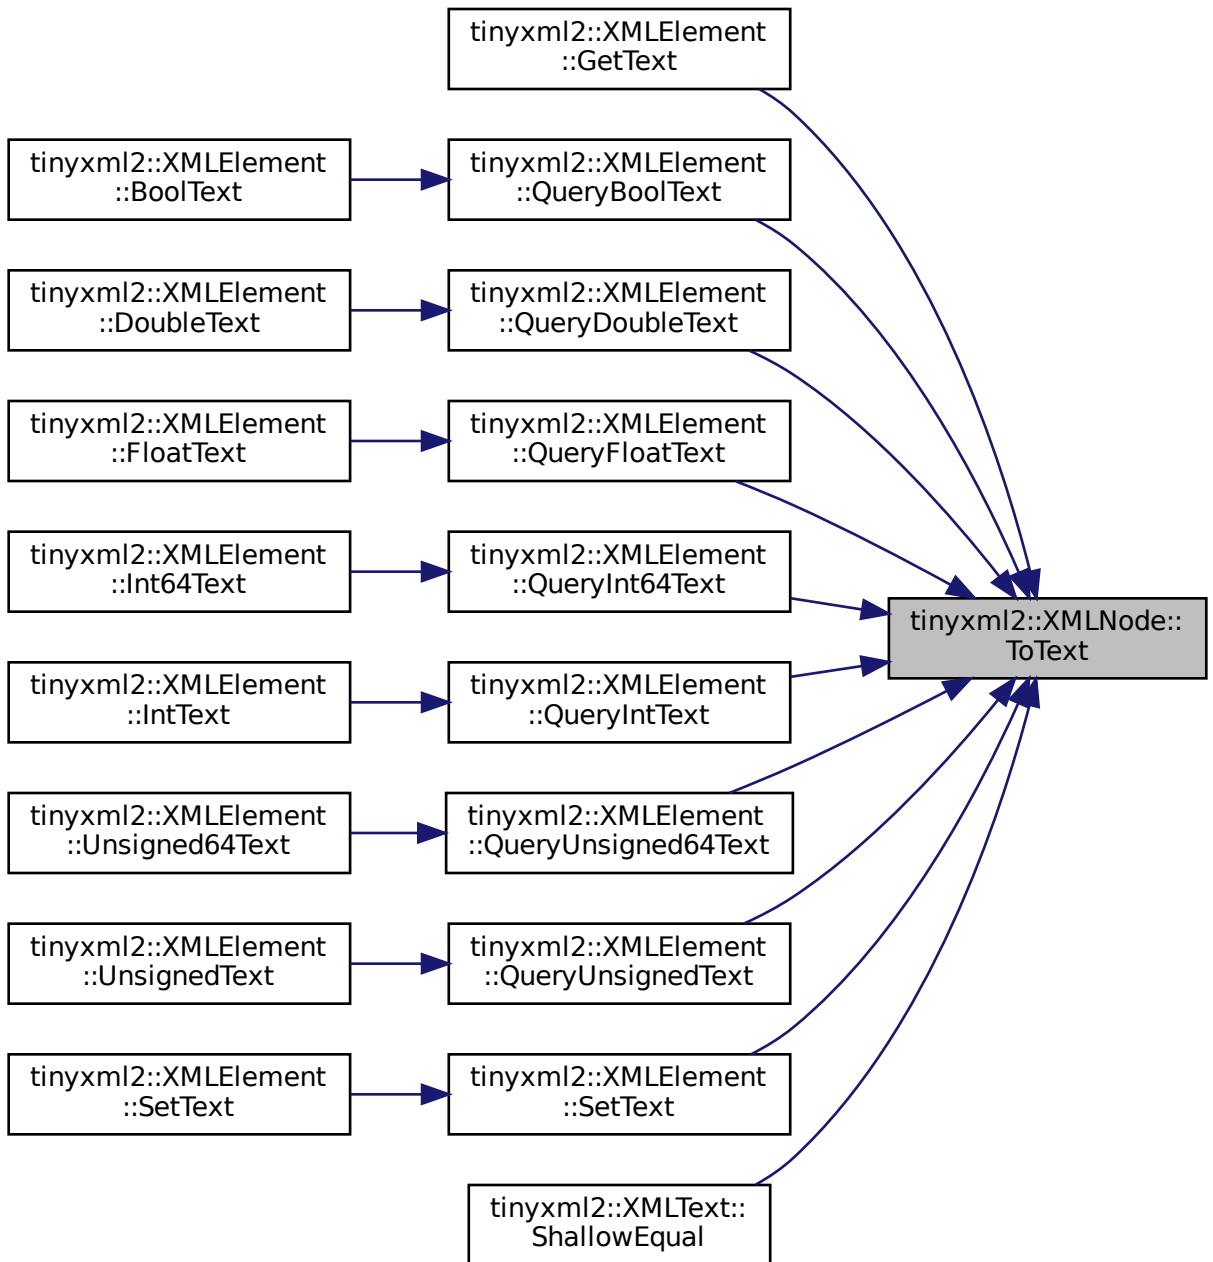 tinyxml2::XMLElement
::GetText
tinyxml2::XMLElement
::BoolText
tinyxml2::XMLElement
::QueryBoolText
tinyxml2::XMLElement
::DoubleText
tinyxml2::XMLElement
::QueryDoubleText
tinyxml2::XMLElement
::FloatText
tinyxml2::XMLElement
::QueryFloatText
tinyxml2::XMLElement
::Int64Text
tinyxml2::XMLElement
::QueryInt64Text
tinyxml2::XMLNode::
ToText
tinyxml2::XMLElement
::IntText
tinyxml2::XMLElement
::QueryIntText
tinyxml2::XMLElement
::Unsigned64Text
tinyxml2::XMLElement
::QueryUnsigned64Text
tinyxml2::XMLElement
::UnsignedText
tinyxml2::XMLElement
::QueryUnsignedText
tinyxml2::XMLElement
::SetText
tinyxml2::XMLElement
::SetText
tinyxml2::XMLText::
ShallowEqual